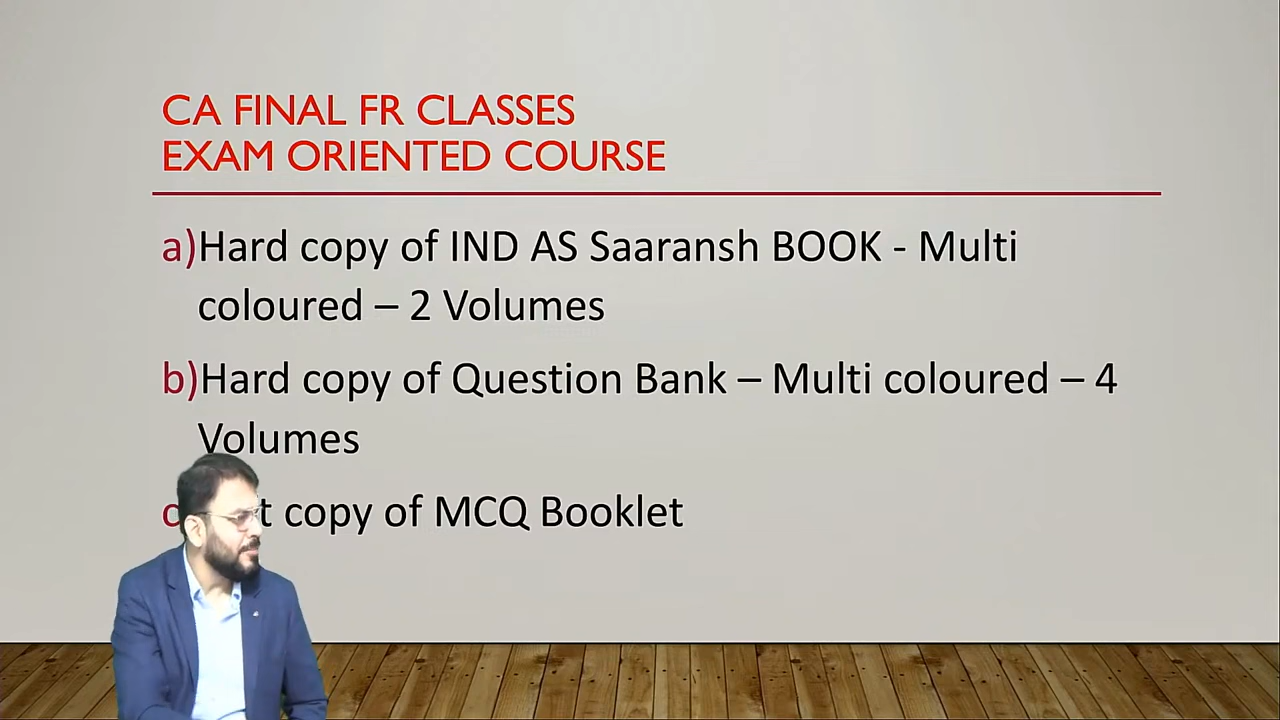 CA FINAL FR CLASSES
EXAM ORIENTED COURSE
a)Hard copy of IND AS Saaransh BOOK - Multi
coloured – 2 Volumes
b)Hard copy of Question Bank – Multi coloured – 4
Volumes
copy of MCQ Booklet